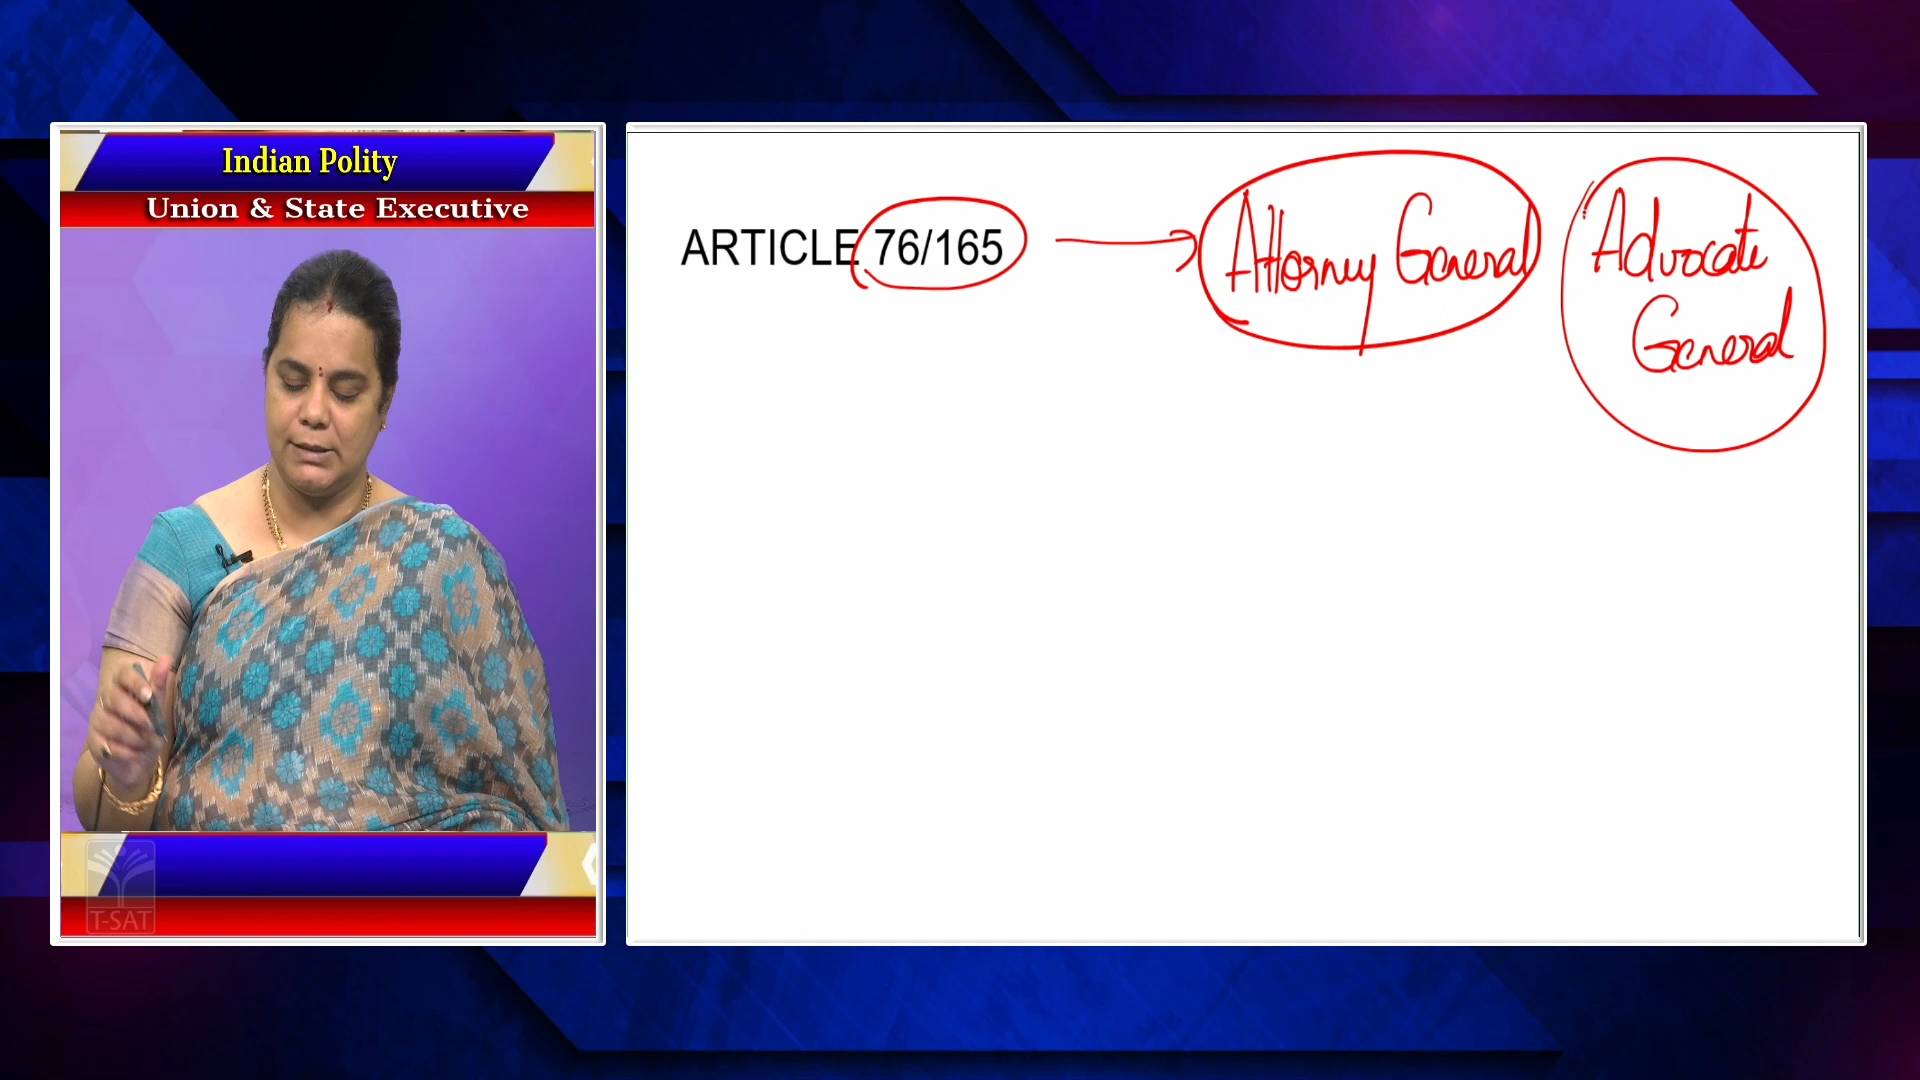 Indian Polity
Union & State Executive
ARTICLE 76/165
Attorney General
Advocate
General
T-SAT